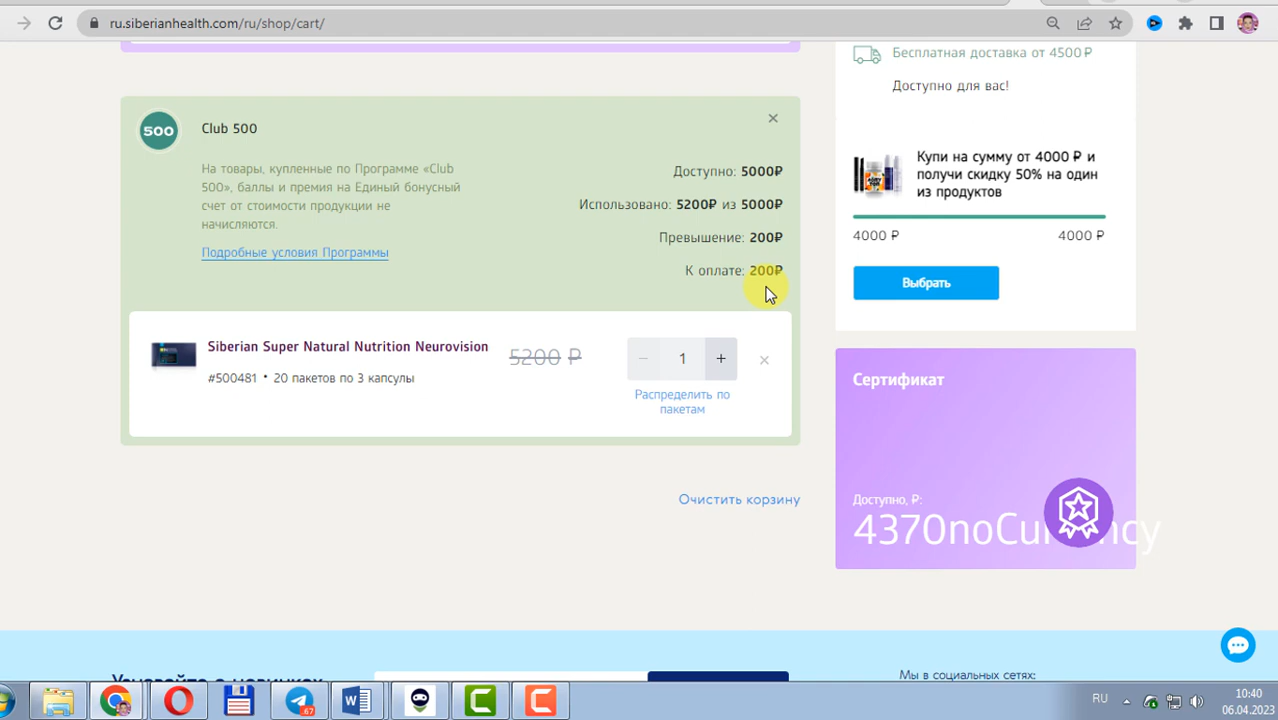 ru.siberianhealth.com/ru/shop/cart/
Бесплатная доставка от 4500 ₽
Доступно для вас!
500
Club 500
На товары, купленные по Программе «Club
500», баллы и премия на Единый бонусный
счет от стоимости продукции не
начисляются.
Подробные условия Программы
Доступно: 5000₽
Использовано: 5200₽ из 5000₽
Превышение: 200₽
К оплате: 200₽
Купи на сумму от 4000 ₽ и
получи скидку 50% на один
из продуктов
4000 ₽
4000 ₽
Выбрать
Siberian Super Natural Nutrition Neurovision
#500481 • 20 пакетов по 3 капсулы
5200 ₽
1
Распределить по
пакетам
Сертификат
Доступно, ₽:
Очистить корзину
Узнавайте о новинках
Мы в социальных сетях:
67
RU
10:40
06.04.2023